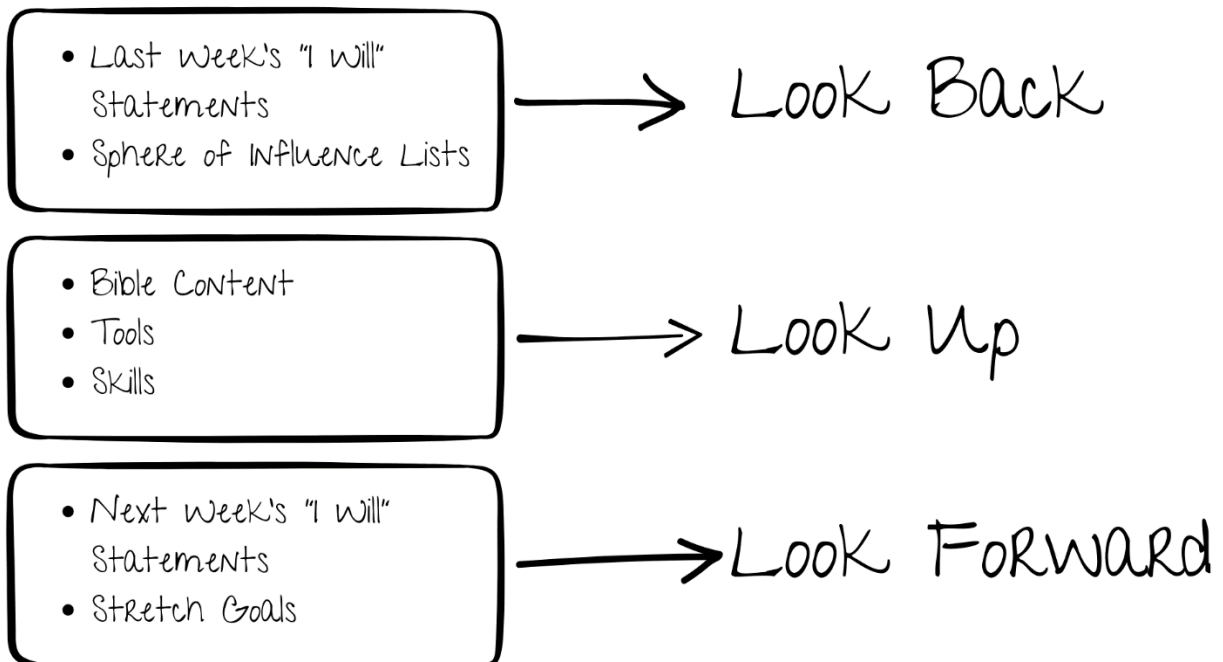 • Last Week's "I Will"
Statements
• Sphere of Influence Lists
Look Back
• Bible Content
• Tools
• Skills
Look Up
• Next Week's "I Will"
Statements
• Stretch Goals
Look Forward